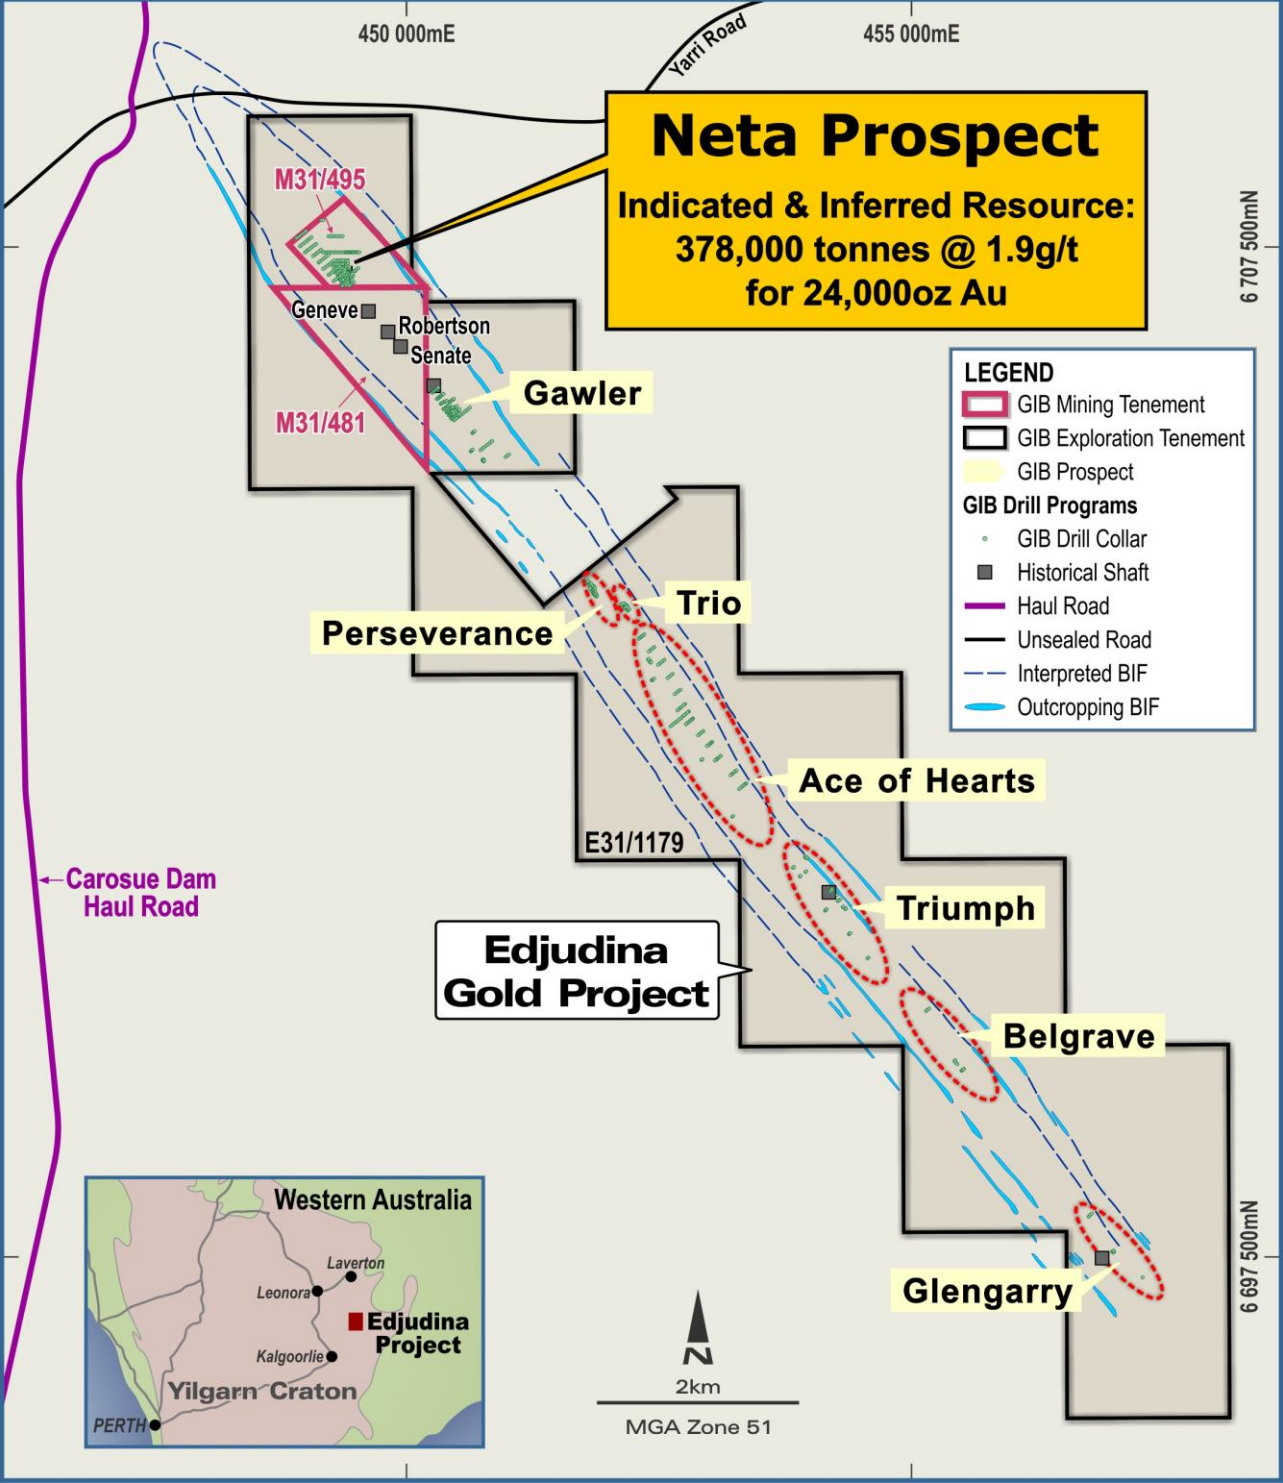 450 000mE
455 000mE
Yarri Road
Neta Prospect
Indicated & Inferred Resource:
378,000 tonnes @ 1.9g/t
for 24,000oz Au
6 707 500mN
M31/495
Geneve
Robertson
Senate
Gawler
M31/481
LEGEND
GIB Mining Tenement
GIB Exploration Tenement
GIB Prospect
GIB Drill Programs
GIB Drill Collar
Historical Shaft
Haul Road
Unsealed Road
Interpreted BIF
Outcropping BIF
Trio
Perseverance
Ace of Hearts
E31/1179
Carosue Dam
Haul Road
Triumph
Edjudina
Gold Project
Belgrave
Glengarry
6 697 500mN
Western Australia
Laverton
Leonora
Edjudina
Project
Kalgoorlie
Yilgarn Craton
PERTH
N
2km
MGA Zone 51